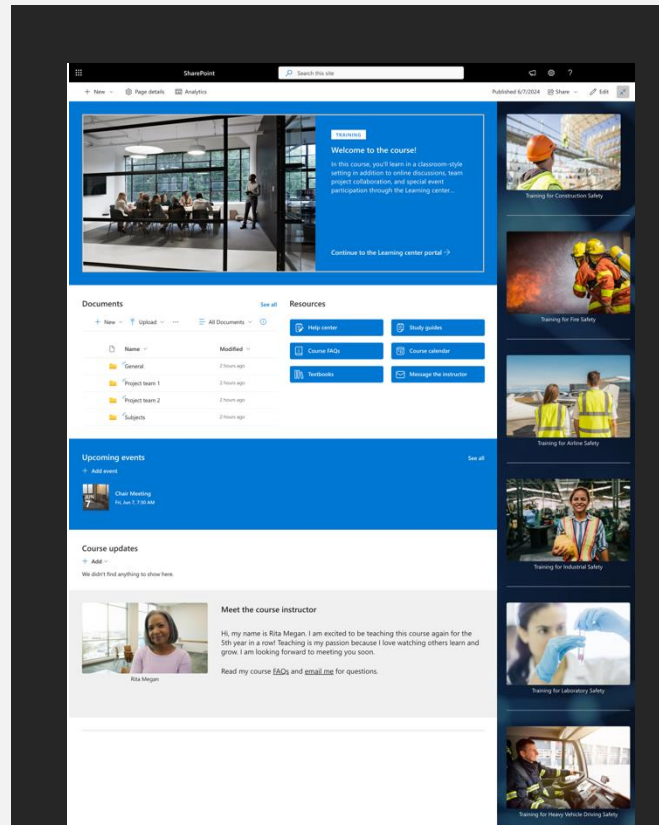 SharePoint
Search this site
+ New
Page details
Analytics
Published 6/7/2024
Share
Edit
TRAINING
Welcome to the course!
In this course, you'll learn in a classroom-style
setting in addition to online discussions, team
project collaboration, and special event
participation through the Learning center...
Continue to the Learning center portal →
Documents
See all
+ New
Upload
···
All Documents
Name
Modified
General
2 hours ago
Project team 1
2 hours ago
Project team 2
2 hours ago
Subjects
2 hours ago
Resources
Help center
Study guides
Course FAQs
Course calendar
Textbooks
Message the instructor
Upcoming events
See all
+ Add event
JUN
7
Chair Meeting
Fri, Jun 7, 7:30 AM
Course updates
+ Add
We didn't find anything to show here.
Rita Megan
Meet the course instructor
Hi, my name is Rita Megan. I am excited to be teaching this course again for the
5th year in a row! Teaching is my passion because I love watching others learn and
grow. I am looking forward to meeting you soon.
Read my course FAQs and email me for questions.
Training for Construction Safety
Training for Fire Safety
Training for Airline Safety
Training for Industrial Safety
Training for Laboratory Safety
Training for Heavy Vehicle Driving Safety